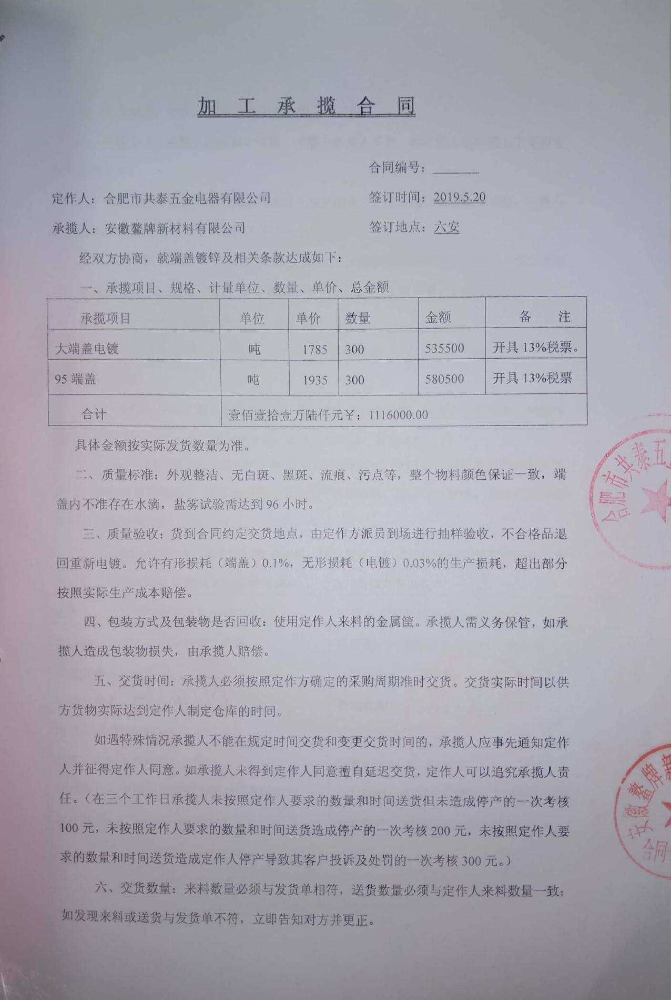 加工承揽合同
合同编号：______
定作人：合肥市共泰五金电器有限公司 签订时间：2019.5.20
承揽人：安徽鳌牌新材料有限公司 签订地点：六安
经双方协商，就端盖镀锌及相关条款达成如下：
一、承揽项目、规格、计量单位、数量、单价、总金额
承揽项目 单位 单价 数量 金额 备 注
大端盖电镀 吨 1785 300 535500 开具13%税票。
95端盖 吨 1935 300 580500 开具13%税票
合计 壹佰壹拾壹万陆仟元￥：1116000.00
具体金额按实际发货数量为准。
二、质量标准：外观整洁、无白斑、黑斑、流痕、污点等，整个物料颜色保证一致，端
盖内不准存在水滴，盐雾试验需达到96小时。
三、质量验收：货到合同约定交货地点，由定作方派员到场进行抽样验收，不合格品退
回重新电镀。允许有形损耗（端盖）0.1%，无形损耗（电镀）0.03%的生产损耗，超出部分
按照实际生产成本赔偿。
四、包装方式及包装物是否回收：使用定作人来料的金属筐。承揽人需义务保管，如承
揽人造成包装物损失，由承揽人赔偿。
五、交货时间：承揽人必须按照定作方确定的采购周期准时交货。交货实际时间以供
方货物实际达到定作人制定仓库的时间。
如遇特殊情况承揽人不能在规定时间交货和变更交货时间的，承揽人应事先通知定作
人并征得定作人同意。如承揽人未得到定作人同意擅自延迟交货，定作人可以追究承揽人责
任。（在三个工作日承揽人未按照定作人要求的数量和时间送货但未造成停产的一次考核
100元，未按照定作人要求的数量和时间送货造成停产的一次考核200元，未按照定作人要
求的数量和时间送货造成定作人停产导致其客户投诉及处罚的一次考核300元。）
六、交货数量：来料数量必须与发货单相符，送货数量必须与定作人来料数量一致；
如发现来料或送货与发货单不符，立即告知对方并更正。
合肥市共泰五
安徽鳌牌新
合同